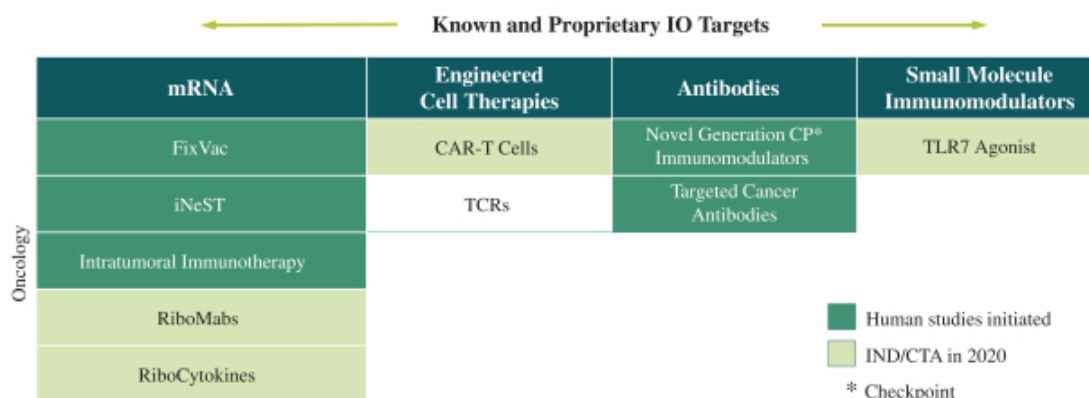 Known and Proprietary IO Targets
mRNA
Engineered
Cell Therapies
Antibodies
Small Molecule
Immunomodulators
FixVac
CAR-T Cells
Novel Generation CP*
Immunomodulators
TLR7 Agonist
iNeST
TCRs
Targeted Cancer
Antibodies
Oncology
Intratumoral Immunotherapy
RiboMabs
RiboCytokines
Human studies initiated
IND/CTA in 2020
* Checkpoint